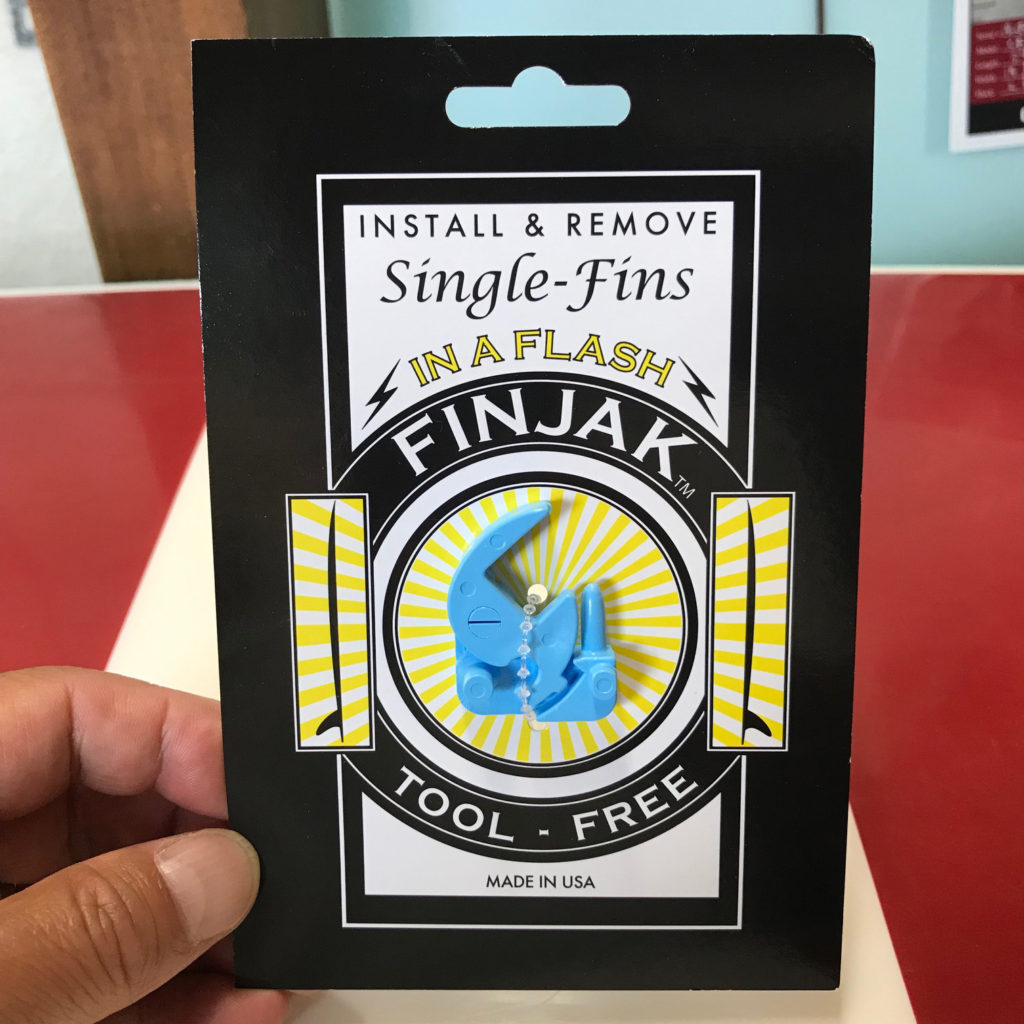 INSTALL & REMOVE
Single-Fins
IN A FLASH
FINJAK™
TOOL - FREE
MADE IN USA